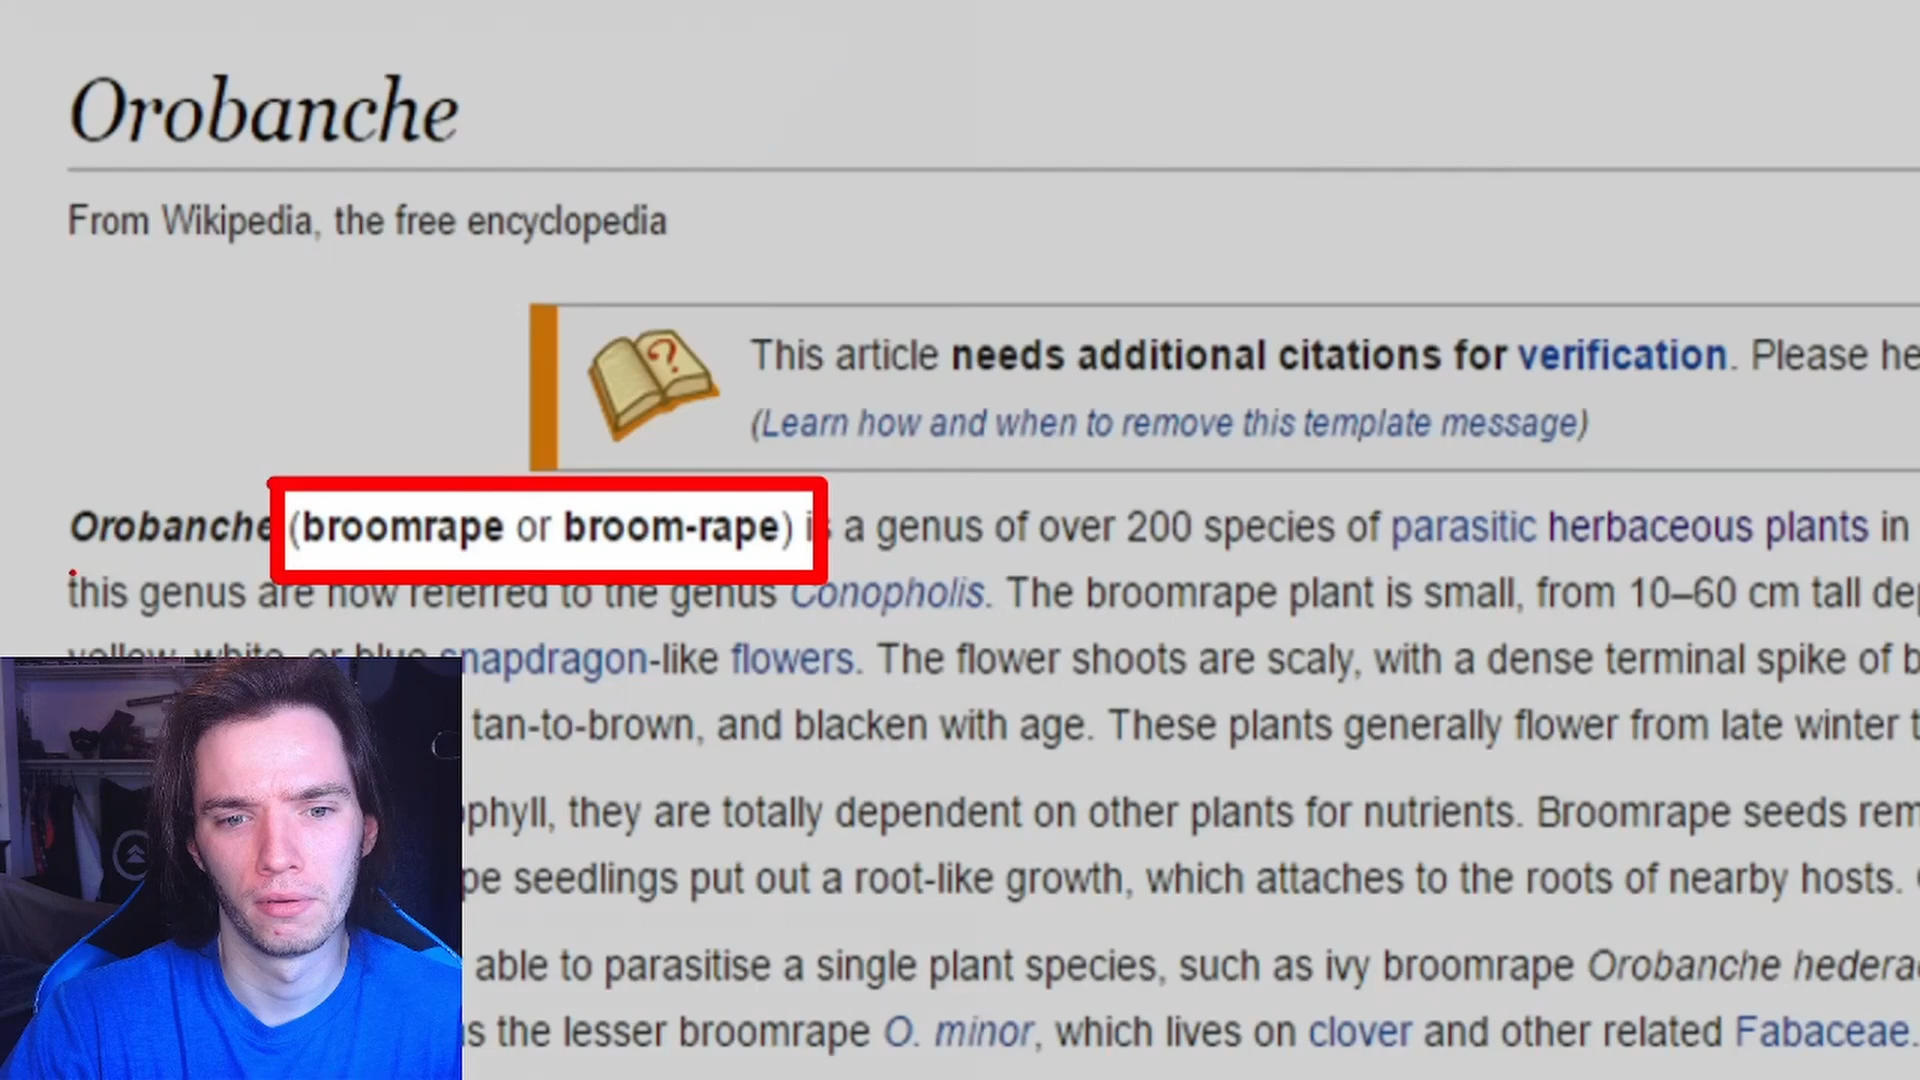 Orobanche
From Wikipedia, the free encyclopedia
This article needs additional citations for verification. Please he
(Learn how and when to remove this template message)
Orobanche (broomrape or broom-rape) is a genus of over 200 species of parasitic herbaceous plants in
this genus are now referred to the genus Conopholis. The broomrape plant is small, from 10–60 cm tall dep
yellow, white, or blue snapdragon-like flowers. The flower shoots are scaly, with a dense terminal spike of b
tan-to-brown, and blacken with age. These plants generally flower from late winter t
phyll, they are totally dependent on other plants for nutrients. Broomrape seeds rem
pe seedlings put out a root-like growth, which attaches to the roots of nearby hosts.
able to parasitise a single plant species, such as ivy broomrape Orobanche hedera
s the lesser broomrape O. minor, which lives on clover and other related Fabaceae.